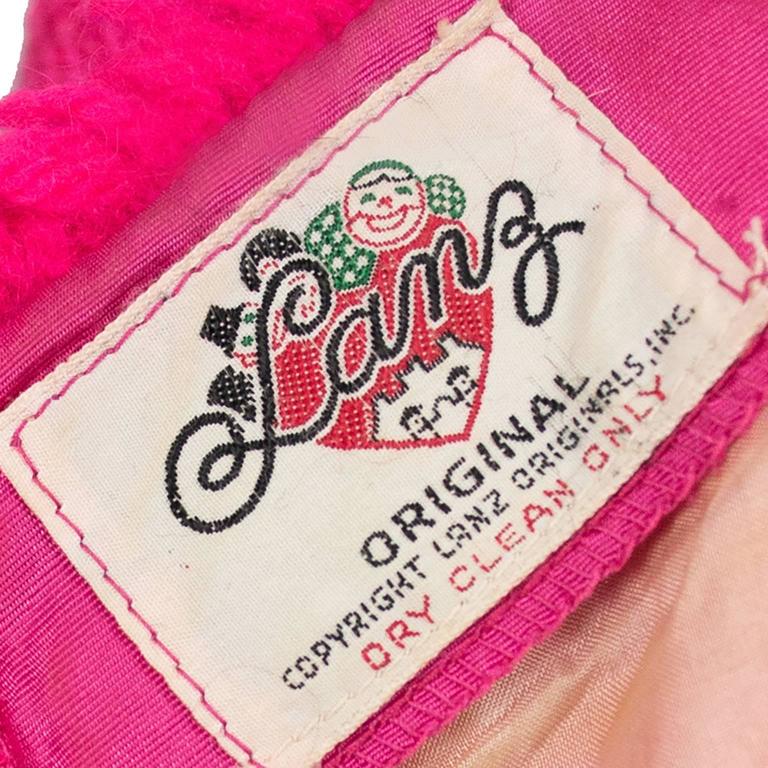 Lanz
ORIGINAL
COPYRIGHT LANZ ORIGINALS, INC.
DRY CLEAN ONLY